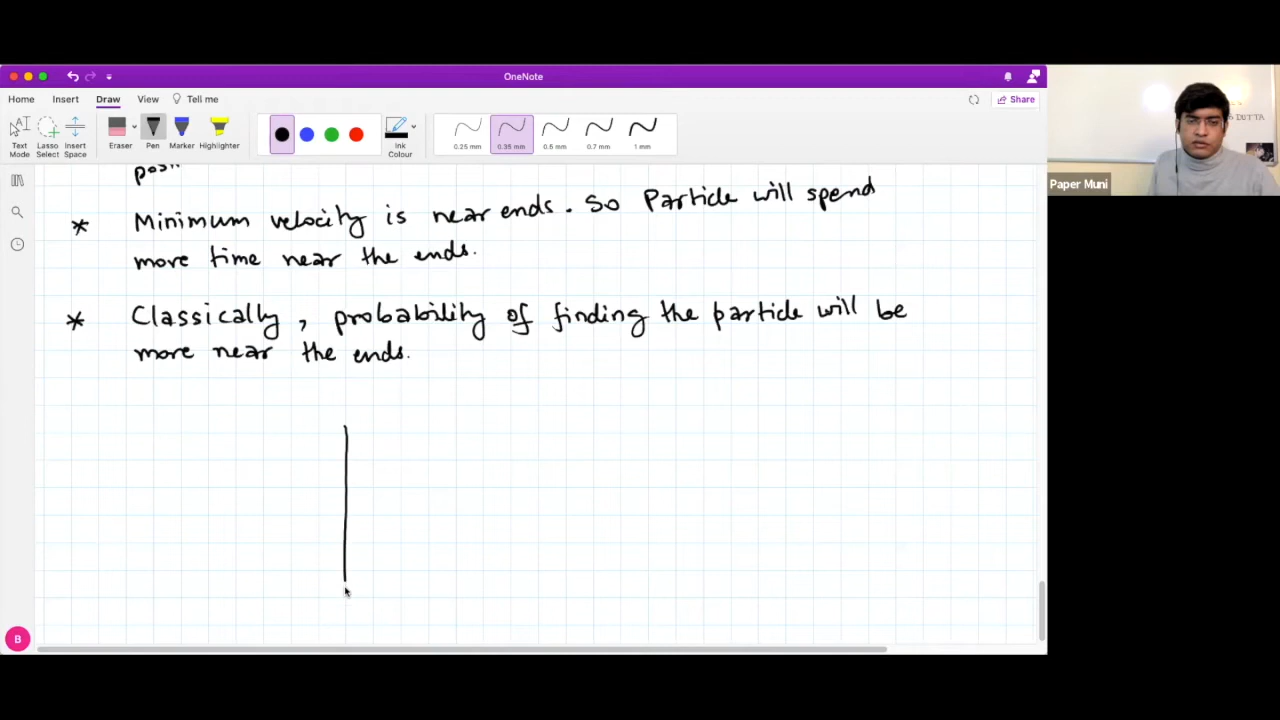 OneNote
Home Insert Draw View Tell me
Share
Text Mode
Lasso Select
Insert Space
Eraser
Pen
Marker
Highlighter
0.25 mm
0.35 mm
0.5 mm
0.7 mm
1 mm
Ink Colour
DUTTA
Paper Muni
* Minimum velocity is near ends. So Particle will spend
more time near the ends.
* Classically, probability of finding the particle will be
more near the ends.
B